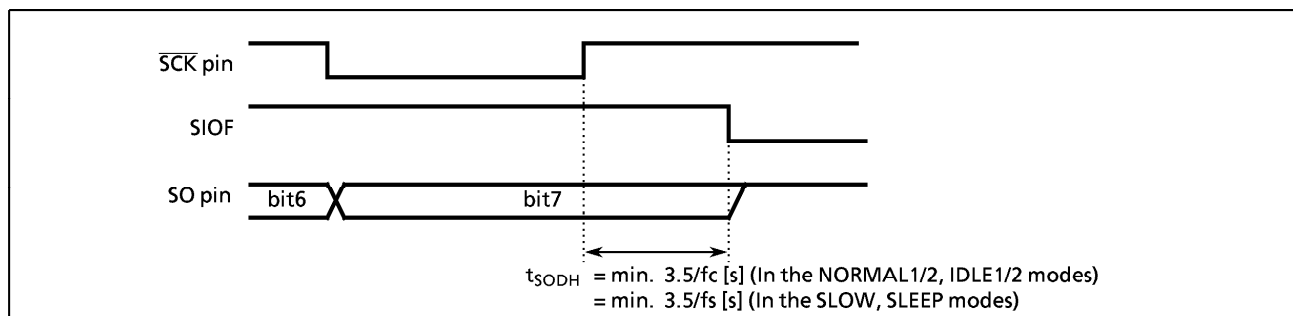 SCK pin
SIOF
SO pin bit6 bit7
tSODH = min. 3.5/fc [s] (In the NORMAL1/2, IDLE1/2 modes)
= min. 3.5/fs [s] (In the SLOW, SLEEP modes)